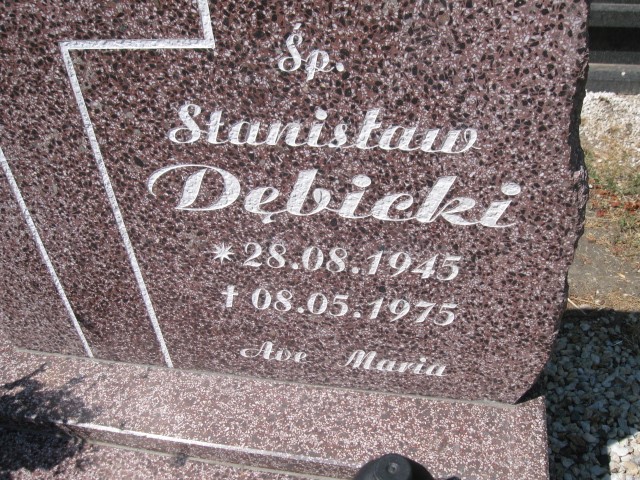 Śp.
Stanisław
Dębicki
* 28.08.1945
† 08.05.1975
Ave Maria